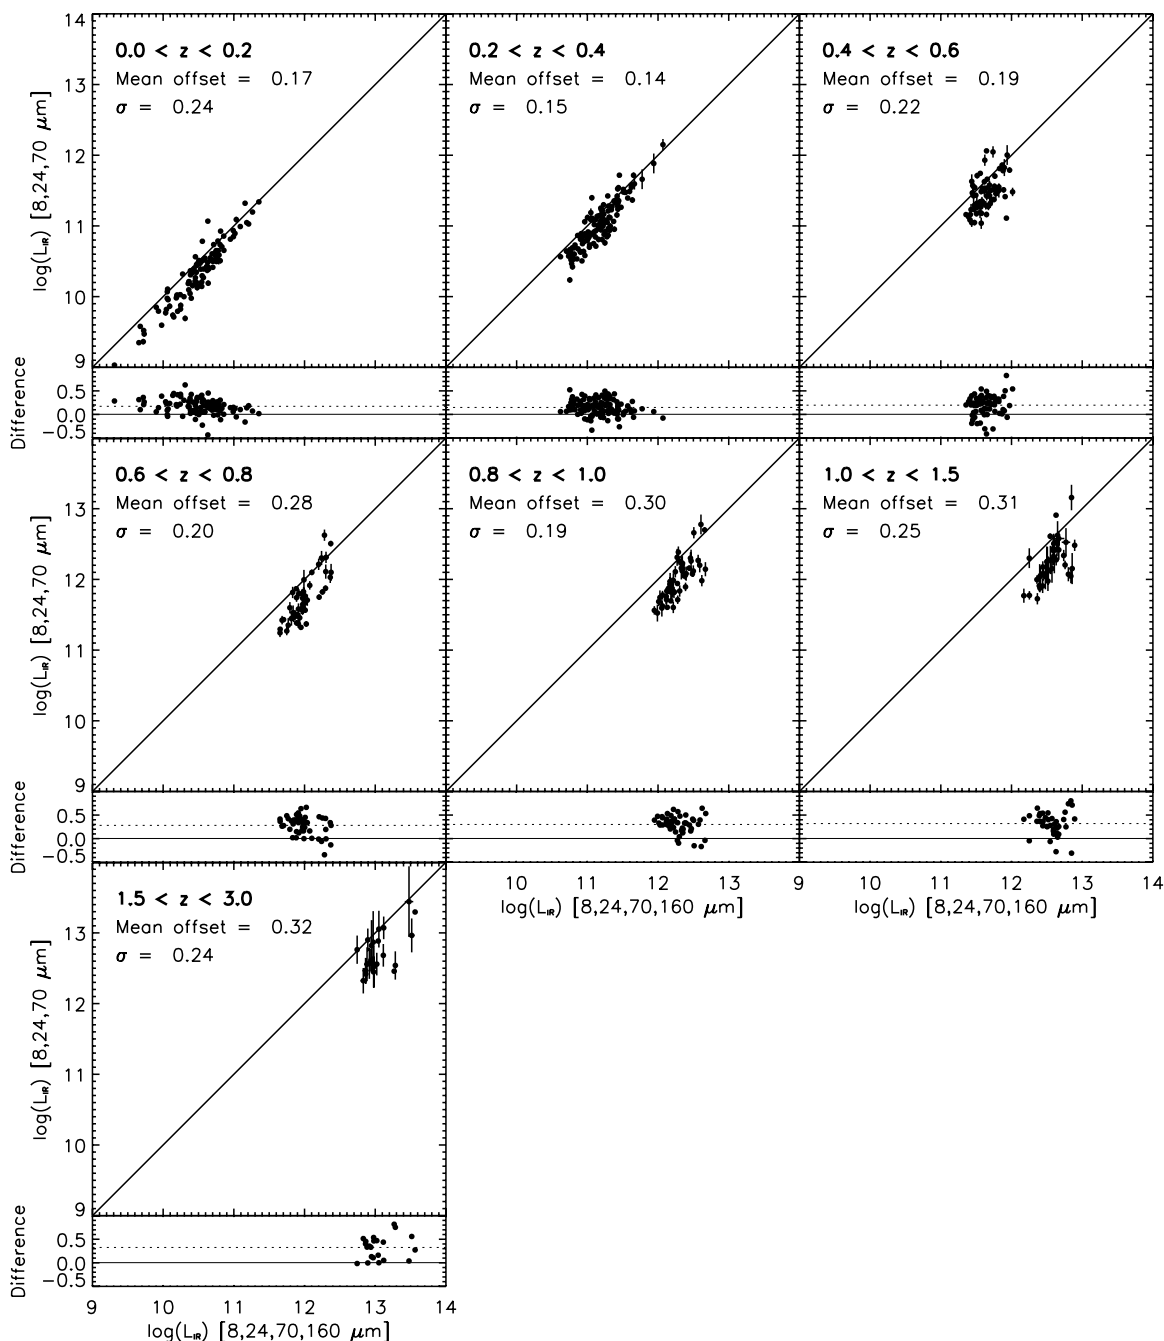 14
13
12
11
10
9
log(L_IR) [8,24,70 μm]
0.0 < z < 0.2
Mean offset = 0.17
σ = 0.24
0.2 < z < 0.4
Mean offset = 0.14
σ = 0.15
0.4 < z < 0.6
Mean offset = 0.19
σ = 0.22
Difference
0.5
0.0
−0.5
13
12
11
10
9
log(L_IR) [8,24,70 μm]
0.6 < z < 0.8
Mean offset = 0.28
σ = 0.20
0.8 < z < 1.0
Mean offset = 0.30
σ = 0.19
1.0 < z < 1.5
Mean offset = 0.31
σ = 0.25
Difference
0.5
0.0
−0.5
10 11 12 13 9 10 11 12 13 14
log(L_IR) [8,24,70,160 μm] log(L_IR) [8,24,70,160 μm]
13
12
11
10
9
log(L_IR) [8,24,70 μm]
1.5 < z < 3.0
Mean offset = 0.32
σ = 0.24
Difference
0.5
0.0
−0.5
9 10 11 12 13 14
log(L_IR) [8,24,70,160 μm]